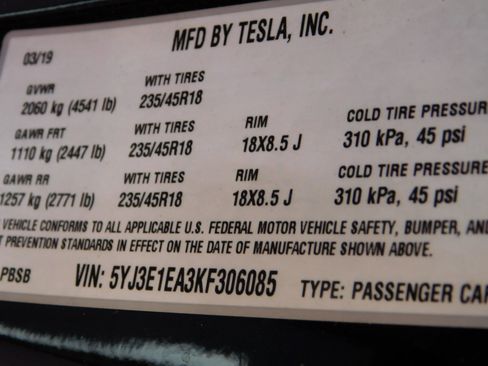 MFD BY TESLA, INC.
03/19
GVWR WITH TIRES
2060 kg (4541 lb) 235/45R18
GAWR FRT WITH TIRES RIM COLD TIRE PRESSURE
1110 kg (2447 lb) 235/45R18 18X8.5 J 310 kPa, 45 psi
GAWR RR WITH TIRES RIM COLD TIRE PRESSURE
1257 kg (2771 lb) 235/45R18 18X8.5 J 310 kPa, 45 psi
VEHICLE CONFORMS TO ALL APPLICABLE U.S. FEDERAL MOTOR VEHICLE SAFETY, BUMPER, AND
PREVENTION STANDARDS IN EFFECT ON THE DATE OF MANUFACTURE SHOWN ABOVE.
PBSB VIN: 5YJ3E1EA3KF306085 TYPE: PASSENGER CAR